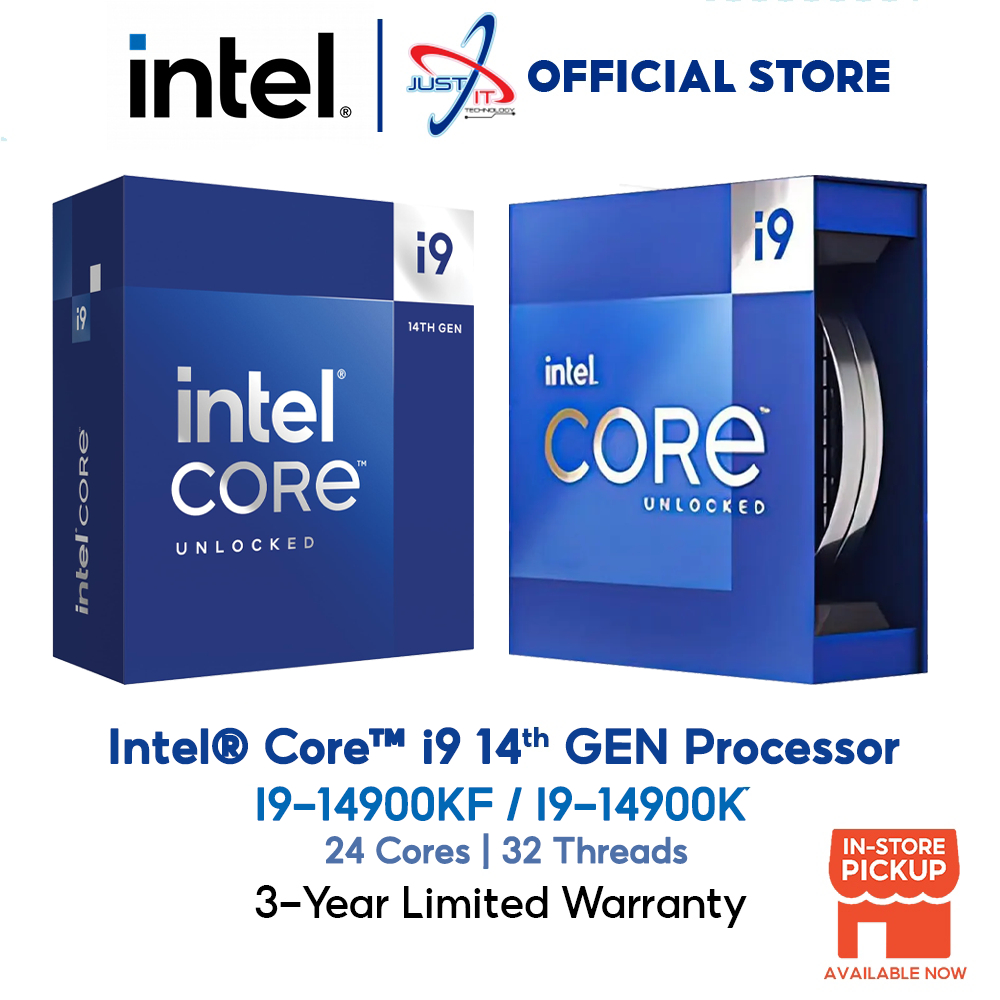 intel®
JUST IT
TECHNOLOGY
OFFICIAL STORE
i9
14TH GEN
intel®
CORE™
UNLOCKED
i9
intel CORE
i9
intel
CORE™
UNLOCKED
Intel® Core™ i9 14th GEN Processor
I9-14900KF / I9-14900K
24 Cores | 32 Threads
3-Year Limited Warranty
IN-STORE
PICKUP
AVAILABLE NOW